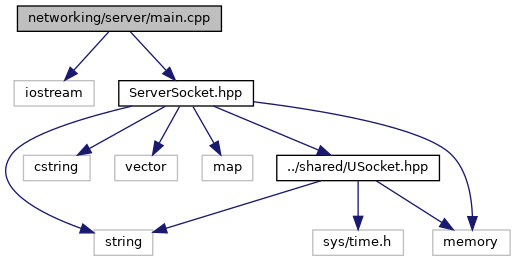 networking/server/main.cpp
iostream
ServerSocket.hpp
cstring
vector
map
../shared/USocket.hpp
string
sys/time.h
memory